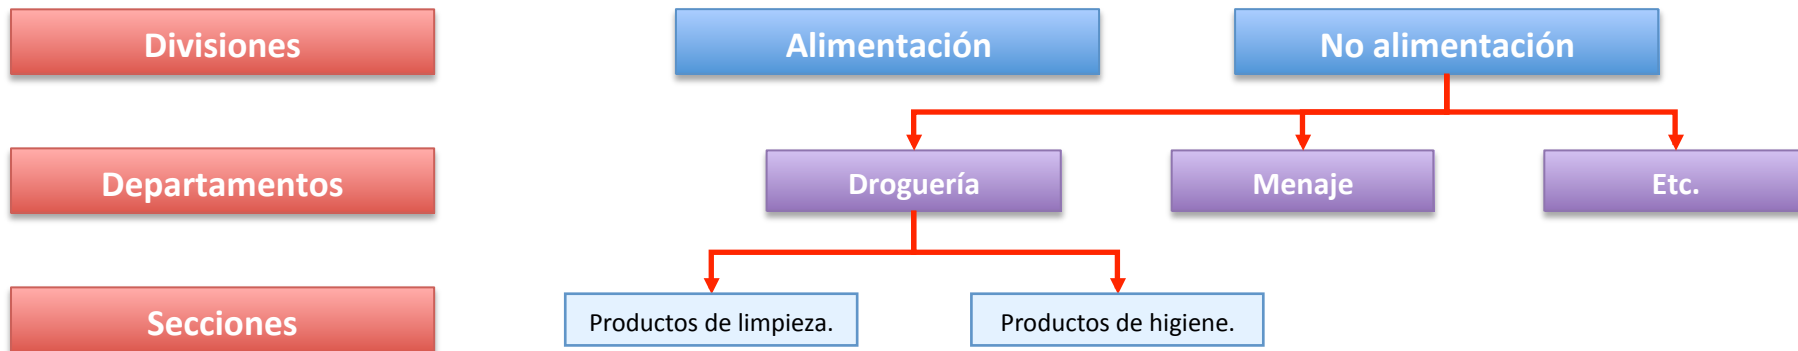 Divisiones
Alimentación
No alimentación
Departamentos
Droguería
Menaje
Etc.
Secciones
Productos de limpieza.
Productos de higiene.